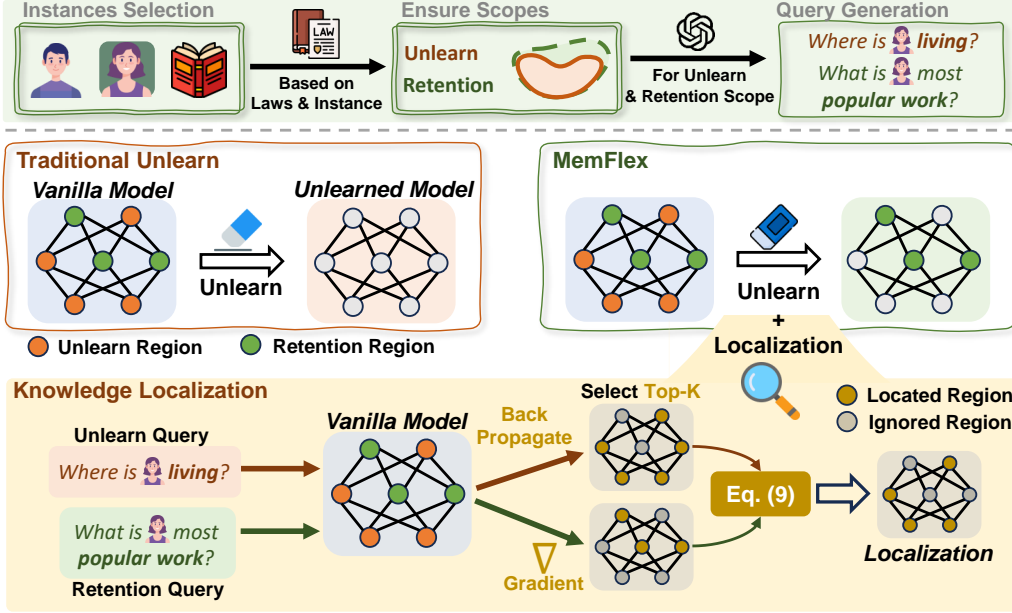 Instances Selection
LAW
Based on
Laws & Instance
Ensure Scopes
Unlearn
Retention
For Unlearn
& Retention Scope
Query Generation
Where is living?
What is most
popular work?
Traditional Unlearn
Vanilla Model
Unlearned Model
Unlearn
MemFlex
Unlearn
+
Localization
Unlearn Region
Retention Region
Knowledge Localization
Unlearn Query
Where is living?
What is most
popular work?
Retention Query
Vanilla Model
Back
Propagate
∇
Gradient
Select Top-K
Eq. (9)
Located Region
Ignored Region
Localization